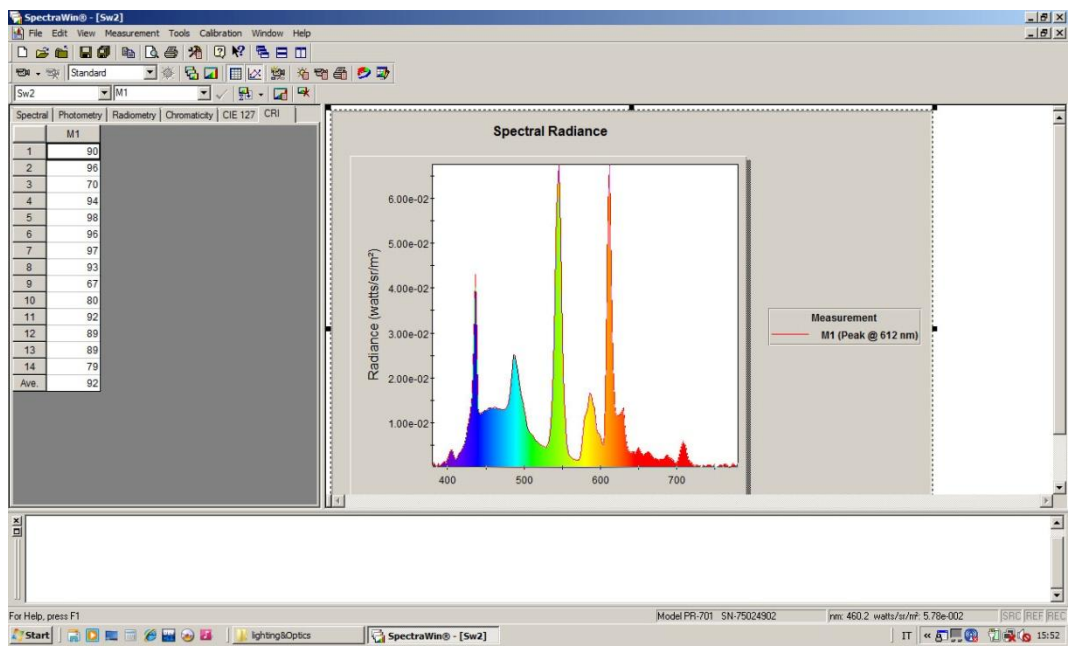 SpectraWin® - [Sw2]
File Edit View Measurement Tools Calibration Window Help
Standard
Sw2 M1
Spectral Photometry Radiometry Chromaticity CIE 127 CRI
M1
1 90
2 96
3 70
4 94
5 98
6 96
7 97
8 93
9 67
10 80
11 92
12 89
13 89
14 79
Ave. 92
Spectral Radiance
Radiance (watts/sr/m²)
6.00e-02
5.00e-02
4.00e-02
3.00e-02
2.00e-02
1.00e-02
400 500 600 700
Measurement
M1 (Peak @ 612 nm)
For Help, press F1
Model PR-701 SN-75024902
nm: 460.2 watts/sr/m²: 5.78e-002
SRC REF REC
Start
lighting&Optics
SpectraWin® - [Sw2]
IT
15:52